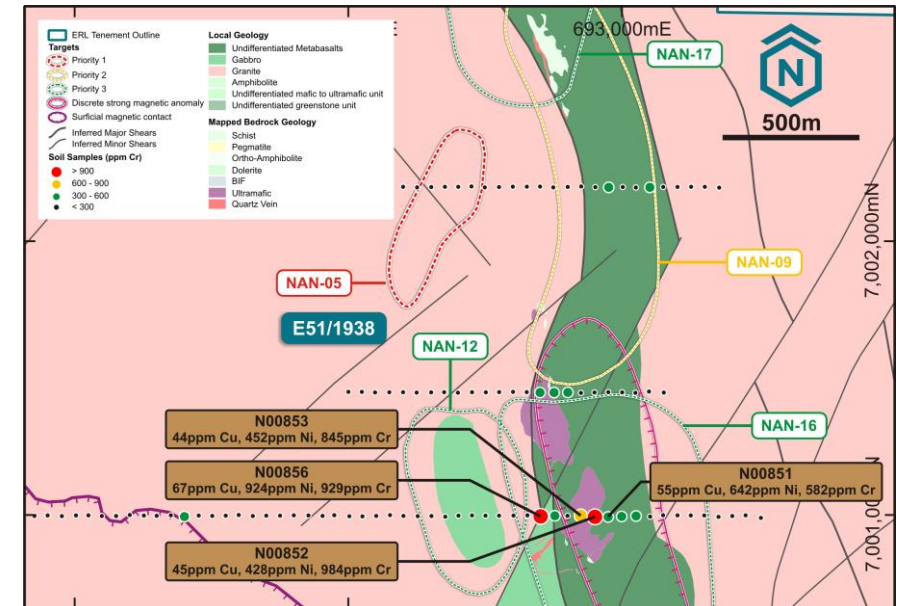 ERL Tenement Outline
Targets
Priority 1
Priority 2
Priority 3
Discrete strong magnetic anomaly
Surficial magnetic contact
Inferred Major Shears
Inferred Minor Shears
Soil Samples (ppm Cr)
> 900
600 - 900
300 - 600
< 300
Local Geology
Undifferentiated Metabasalts
Gabbro
Granite
Amphibolite
Undifferentiated mafic to ultramafic unit
Undifferentiated greenstone unit
Mapped Bedrock Geology
Schist
Pegmatite
Ortho-Amphibolite
Dolerite
BIF
Ultramafic
Quartz Vein
E
693,000mE
NAN-17
N
500m
7,002,000mN
NAN-09
NAN-05
E51/1938
NAN-12
NAN-16
N00853
44ppm Cu, 452ppm Ni, 845ppm Cr
N00856
67ppm Cu, 924ppm Ni, 929ppm Cr
N00851
55ppm Cu, 642ppm Ni, 582ppm Cr
N00852
45ppm Cu, 428ppm Ni, 984ppm Cr
7,001,000mN